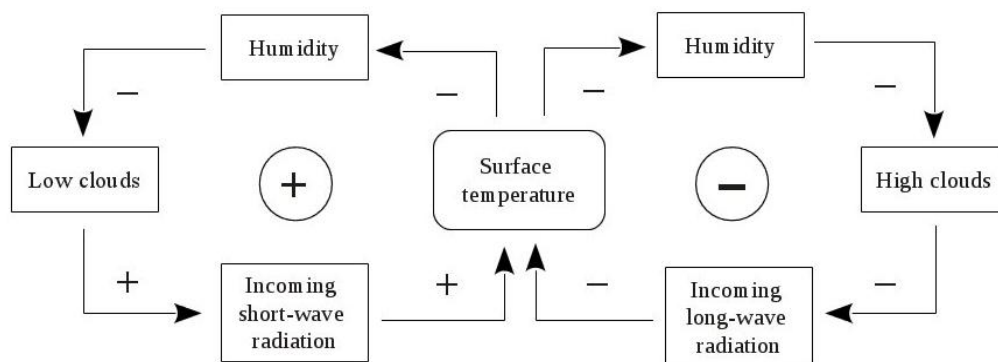 Humidity
Humidity
−
−
−
−
Low clouds
+
Surface
temperature
−
High clouds
+
+
−
−
Incoming
short-wave
radiation
Incoming
long-wave
radiation